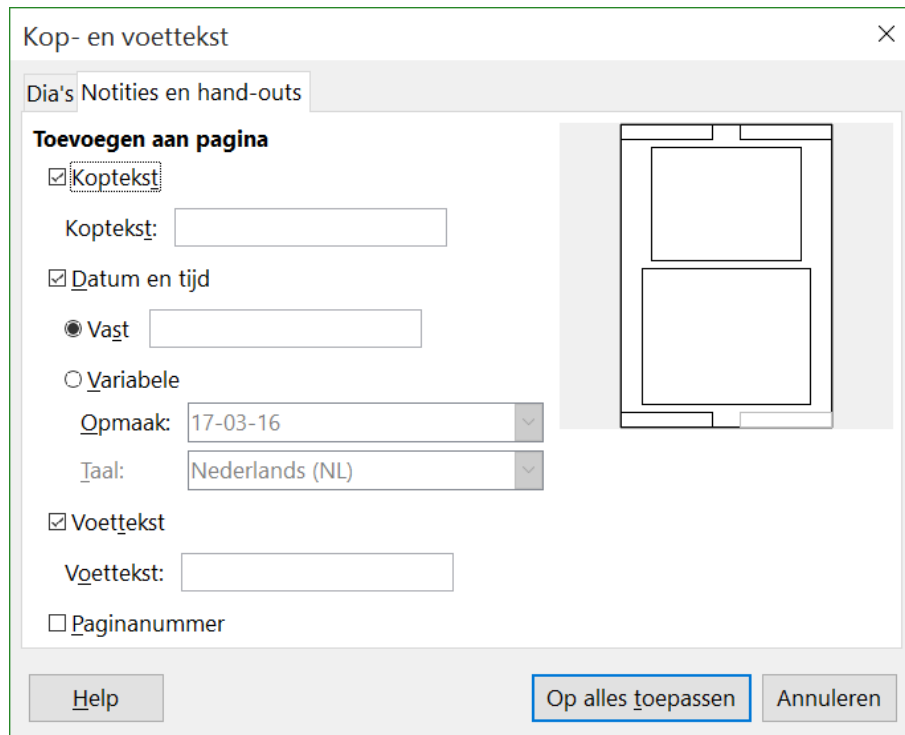 Kop- en voettekst
Dia's Notities en hand-outs
Toevoegen aan pagina
Koptekst
Koptekst:
Datum en tijd
Vast
Variabele
Opmaak: 17-03-16
Taal: Nederlands (NL)
Voettekst
Voettekst:
Paginanummer
Help Op alles toepassen Annuleren